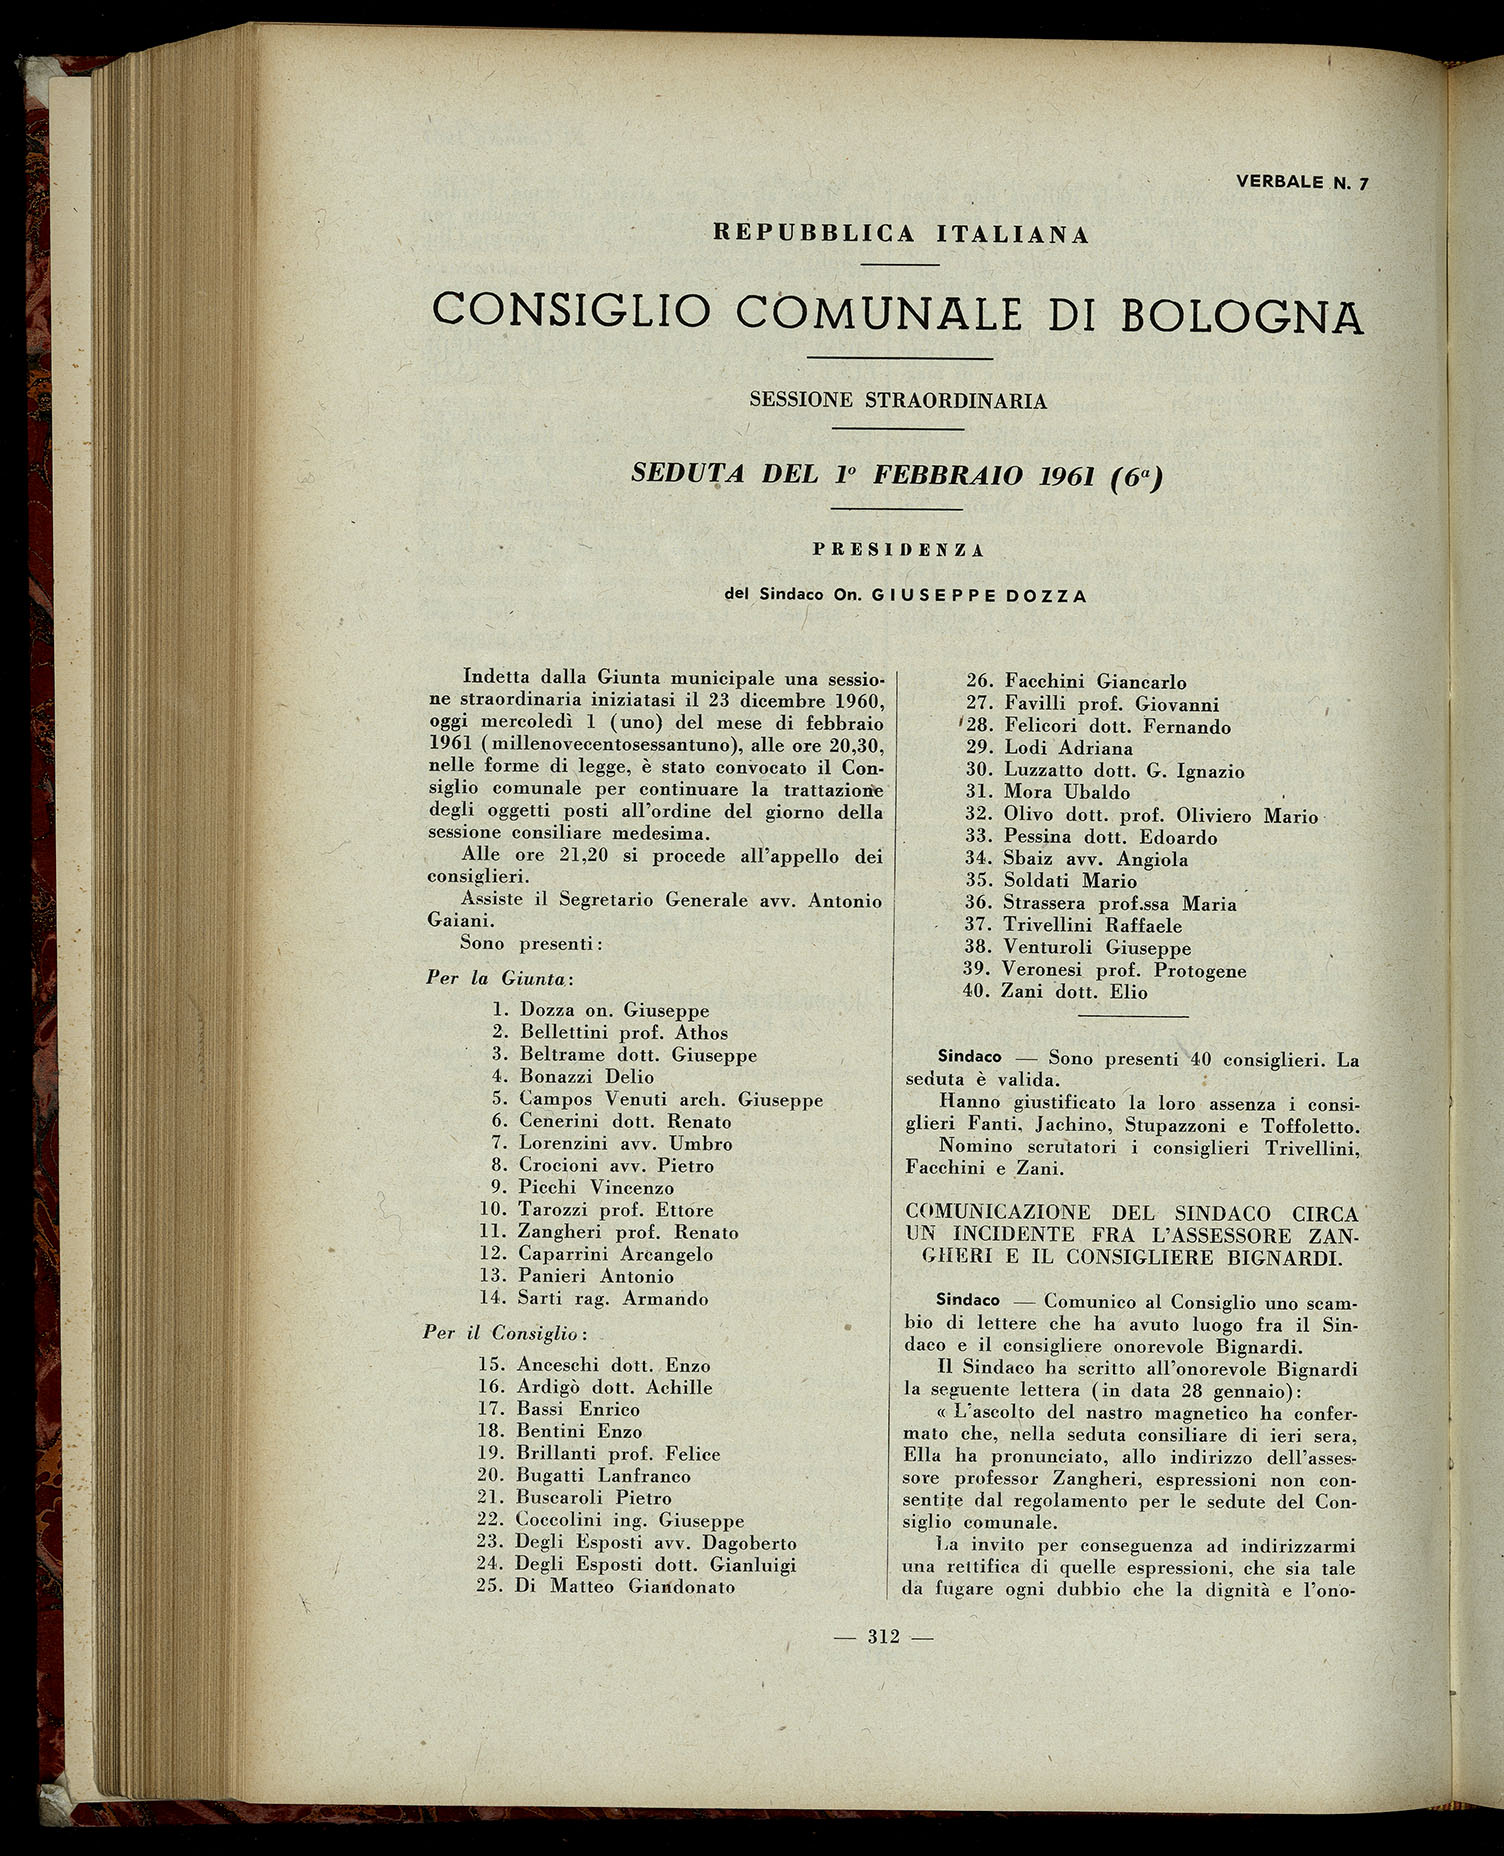 VERBALE N. 7
REPUBBLICA ITALIANA
CONSIGLIO COMUNALE DI BOLOGNA
SESSIONE STRAORDINARIA
SEDUTA DEL 1º FEBBRAIO 1961 (6ª)
PRESIDENZA
del Sindaco On. GIUSEPPE DOZZA
Indetta dalla Giunta municipale una sessio-
ne straordinaria iniziatasi il 23 dicembre 1960,
oggi mercoledì 1 (uno) del mese di febbraio
1961 (millenovecentosessantuno), alle ore 20,30,
nelle forme di legge, è stato convocato il Con-
siglio comunale per continuare la trattazione
degli oggetti posti all'ordine del giorno della
sessione consiliare medesima.
Alle ore 21,20 si procede all'appello dei
consiglieri.
Assiste il Segretario Generale avv. Antonio
Gaiani.
Sono presenti:
Per la Giunta:
1. Dozza on. Giuseppe
2. Bellettini prof. Athos
3. Beltrame dott. Giuseppe
4. Bonazzi Delio
5. Campos Venuti arch. Giuseppe
6. Cenerini dott. Renato
7. Lorenzini avv. Umbro
8. Crocioni avv. Pietro
9. Picchi Vincenzo
10. Tarozzi prof. Ettore
11. Zangheri prof. Renato
12. Caparrini Arcangelo
13. Panieri Antonio
14. Sarti rag. Armando
Per il Consiglio:
15. Anceschi dott. Enzo
16. Ardigò dott. Achille
17. Bassi Enrico
18. Bentini Enzo
19. Brillanti prof. Felice
20. Bugatti Lanfranco
21. Buscaroli Pietro
22. Coccolini ing. Giuseppe
23. Degli Esposti avv. Dagoberto
24. Degli Esposti dott. Gianluigi
25. Di Matteo Giandonato
26. Facchini Giancarlo
27. Favilli prof. Giovanni
28. Felicori dott. Fernando
29. Lodi Adriana
30. Luzzatto dott. G. Ignazio
31. Mora Ubaldo
32. Olivo dott. prof. Oliviero Mario
33. Pessina dott. Edoardo
34. Sbaiz avv. Angiola
35. Soldati Mario
36. Strassera prof.ssa Maria
37. Trivellini Raffaele
38. Venturoli Giuseppe
39. Veronesi prof. Protogene
40. Zani dott. Elio
Sindaco — Sono presenti 40 consiglieri. La
seduta è valida.
Hanno giustificato la loro assenza i consi-
glieri Fanti, Jachino, Stupazzoni e Toffoletto.
Nomino scrutatori i consiglieri Trivellini,
Facchini e Zani.
COMUNICAZIONE DEL SINDACO CIRCA
UN INCIDENTE FRA L'ASSESSORE ZAN-
GHERI E IL CONSIGLIERE BIGNARDI.
Sindaco — Comunico al Consiglio uno scam-
bio di lettere che ha avuto luogo fra il Sin-
daco e il consigliere onorevole Bignardi.
Il Sindaco ha scritto all'onorevole Bignardi
la seguente lettera (in data 28 gennaio):
« L'ascolto del nastro magnetico ha confer-
mato che, nella seduta consiliare di ieri sera,
Ella ha pronunciato, allo indirizzo dell'asses-
sore professor Zangheri, espressioni non con-
sentite dal regolamento per le sedute del Con-
siglio comunale.
La invito per conseguenza ad indirizzarmi
una rettifica di quelle espressioni, che sia tale
da fugare ogni dubbio che la dignità e l'ono-
— 312 —